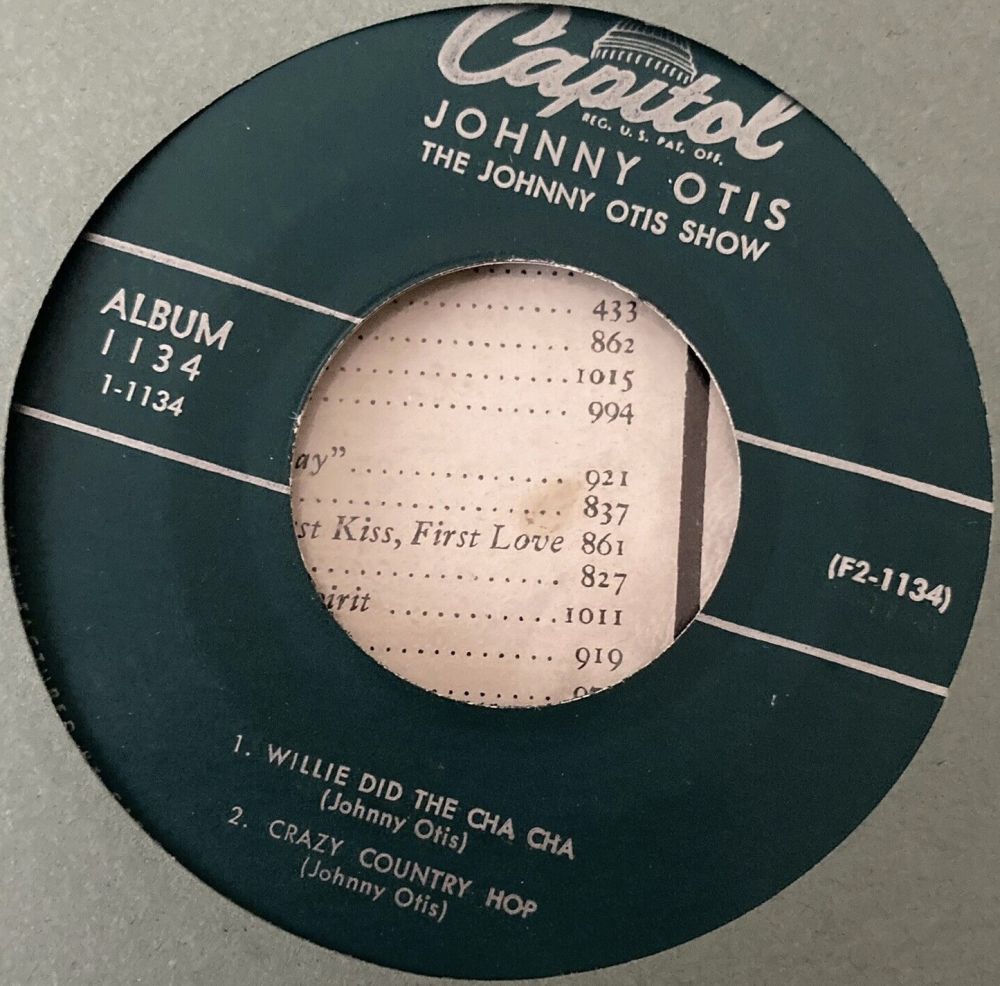 Capitol
REG. U. S. PAT. OFF.
JOHNNY OTIS
THE JOHNNY OTIS SHOW
ALBUM
1134
1-1134
(F2-1134)
433
862
1015
994
ay" 921
837
st Kiss, First Love 861
827
irit 1011
919
1. WILLIE DID THE CHA CHA
(Johnny Otis)
2. CRAZY COUNTRY HOP
(Johnny Otis)